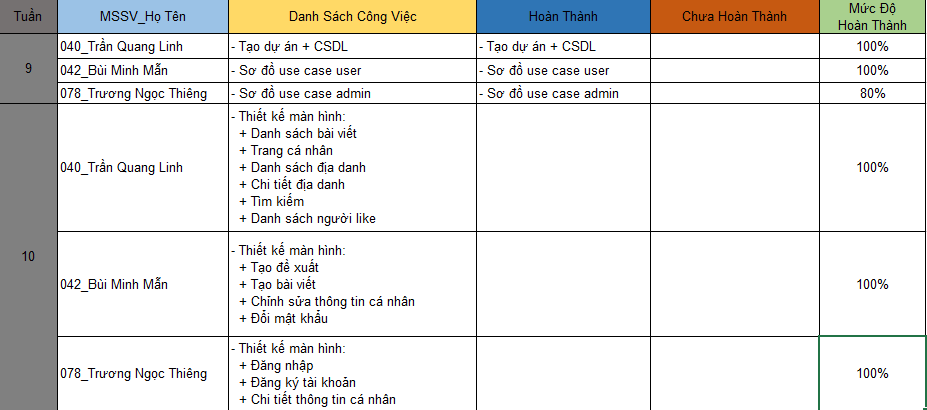 Tuần MSSV_Họ Tên Danh Sách Công Việc Hoàn Thành Chưa Hoàn Thành Mức Độ
Hoàn Thành
9
040_Trần Quang Linh - Tạo dự án + CSDL - Tạo dự án + CSDL 100%
042_Bùi Minh Mẫn - Sơ đồ use case user - Sơ đồ use case user 100%
078_Trương Ngọc Thiêng - Sơ đồ use case admin - Sơ đồ use case admin 80%
10
040_Trần Quang Linh
- Thiết kế màn hình:
+ Danh sách bài viết
+ Trang cá nhân
+ Danh sách địa danh
+ Chi tiết địa danh
+ Tìm kiếm
+ Danh sách người like
100%
042_Bùi Minh Mẫn
- Thiết kế màn hình:
+ Tạo đề xuất
+ Tạo bài viết
+ Chỉnh sửa thông tin cá nhân
+ Đổi mật khẩu
100%
078_Trương Ngọc Thiêng
- Thiết kế màn hình:
+ Đăng nhập
+ Đăng ký tài khoản
+ Chi tiết thông tin cá nhân
100%